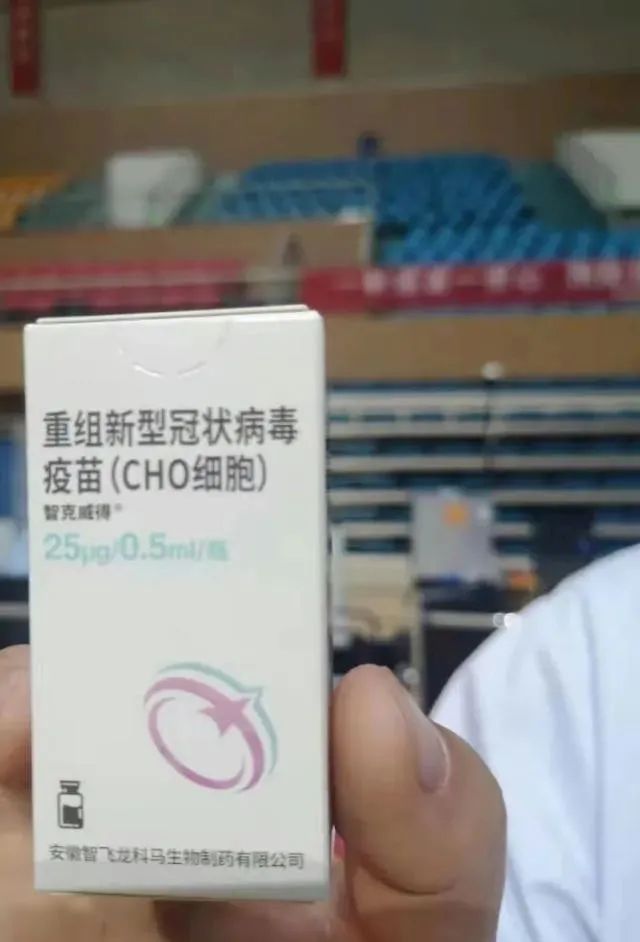 重组新型冠状病毒
疫苗(CHO细胞)
智克威得®
25μg/0.5ml/瓶
安徽智飞龙科马生物制药有限公司